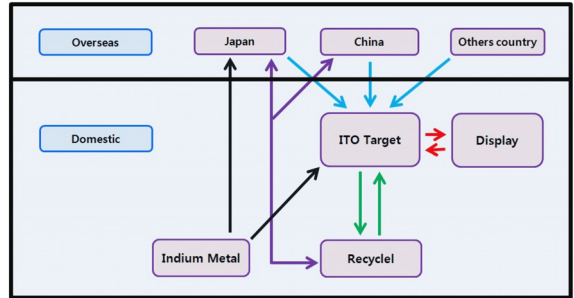 Overseas
Japan
China
Others country
Domestic
ITO Target
Display
Indium Metal
Recyclel